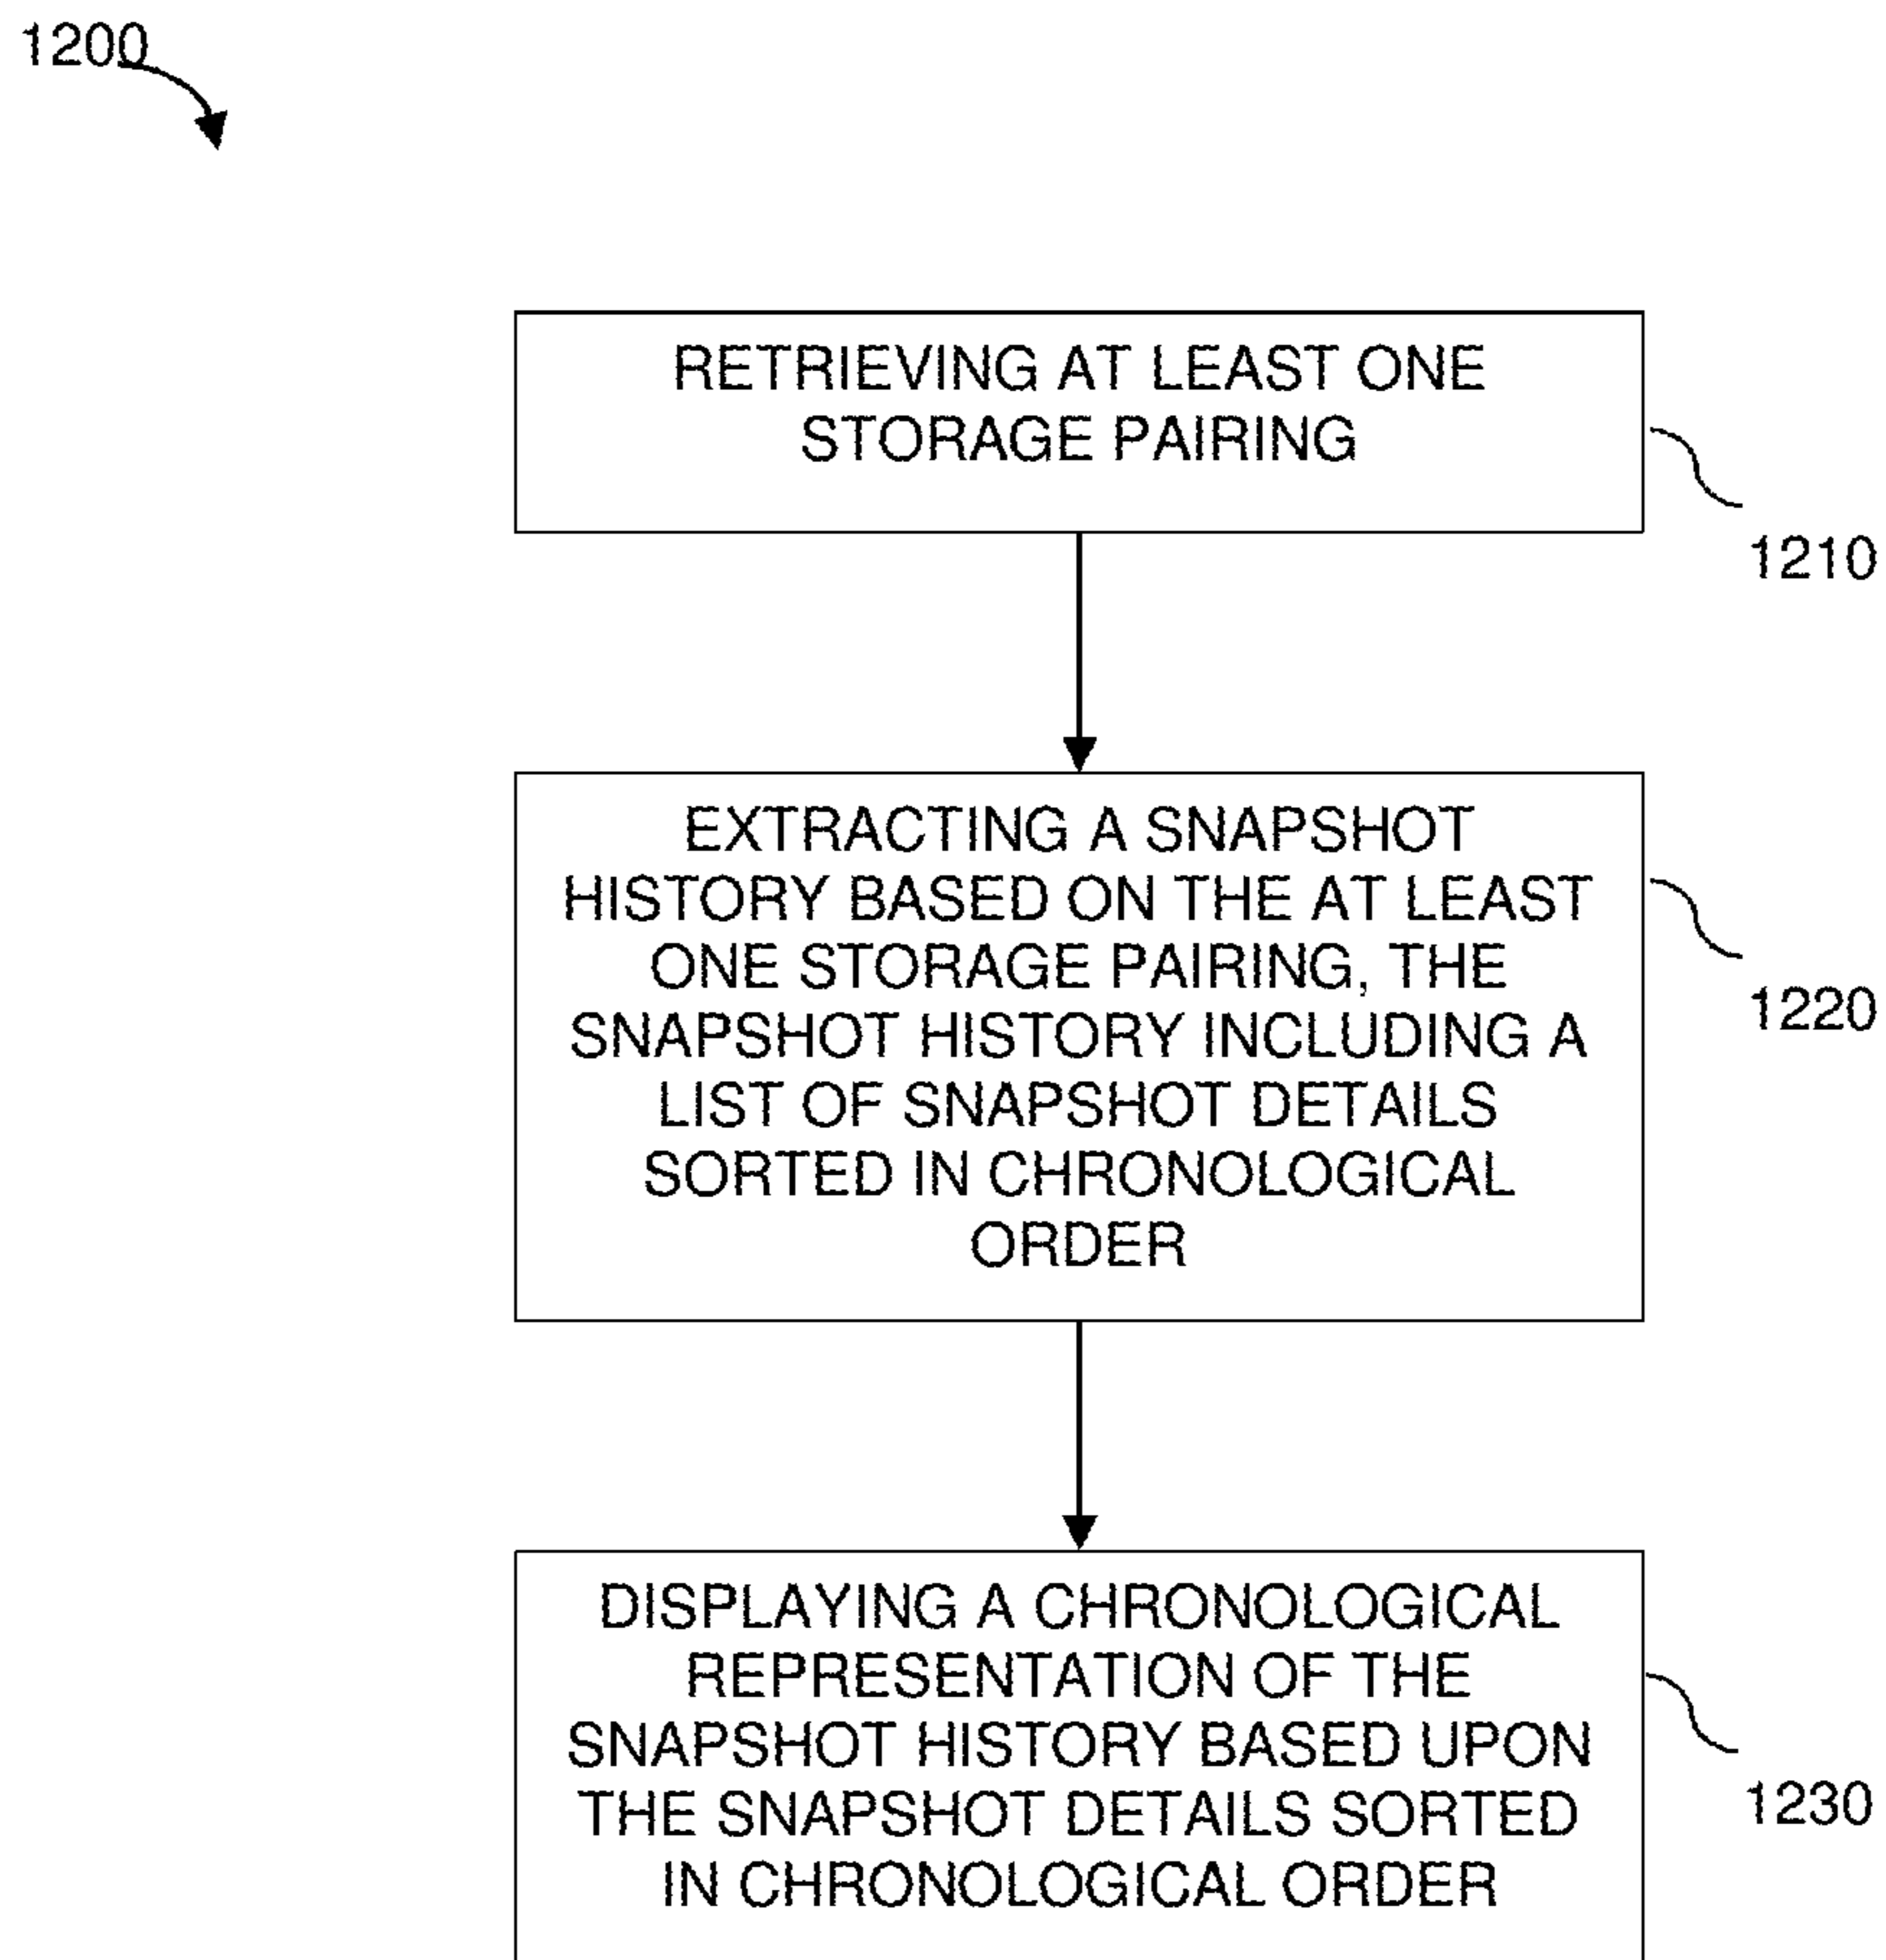 1200
RETRIEVING AT LEAST ONE
STORAGE PAIRING
1210
EXTRACTING A SNAPSHOT
HISTORY BASED ON THE AT LEAST
ONE STORAGE PAIRING, THE
SNAPSHOT HISTORY INCLUDING A
LIST OF SNAPSHOT DETAILS
SORTED IN CHRONOLOGICAL
ORDER
1220
DISPLAYING A CHRONOLOGICAL
REPRESENTATION OF THE
SNAPSHOT HISTORY BASED UPON
THE SNAPSHOT DETAILS SORTED
IN CHRONOLOGICAL ORDER
1230